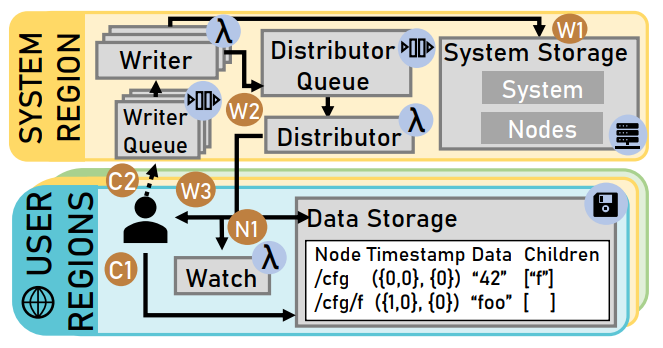 SYSTEM
REGION
Writer
λ
Writer
Queue
Distributor
Queue
Distributor
λ
W1
System Storage
System
Nodes
W2
C2
W3
N1
C1
USER
REGIONS
Watch
λ
Data Storage
Node Timestamp Data Children
/cfg ({0,0}, {0}) “42” [“f”]
/cfg/f ({1,0}, {0}) “foo” [ ]